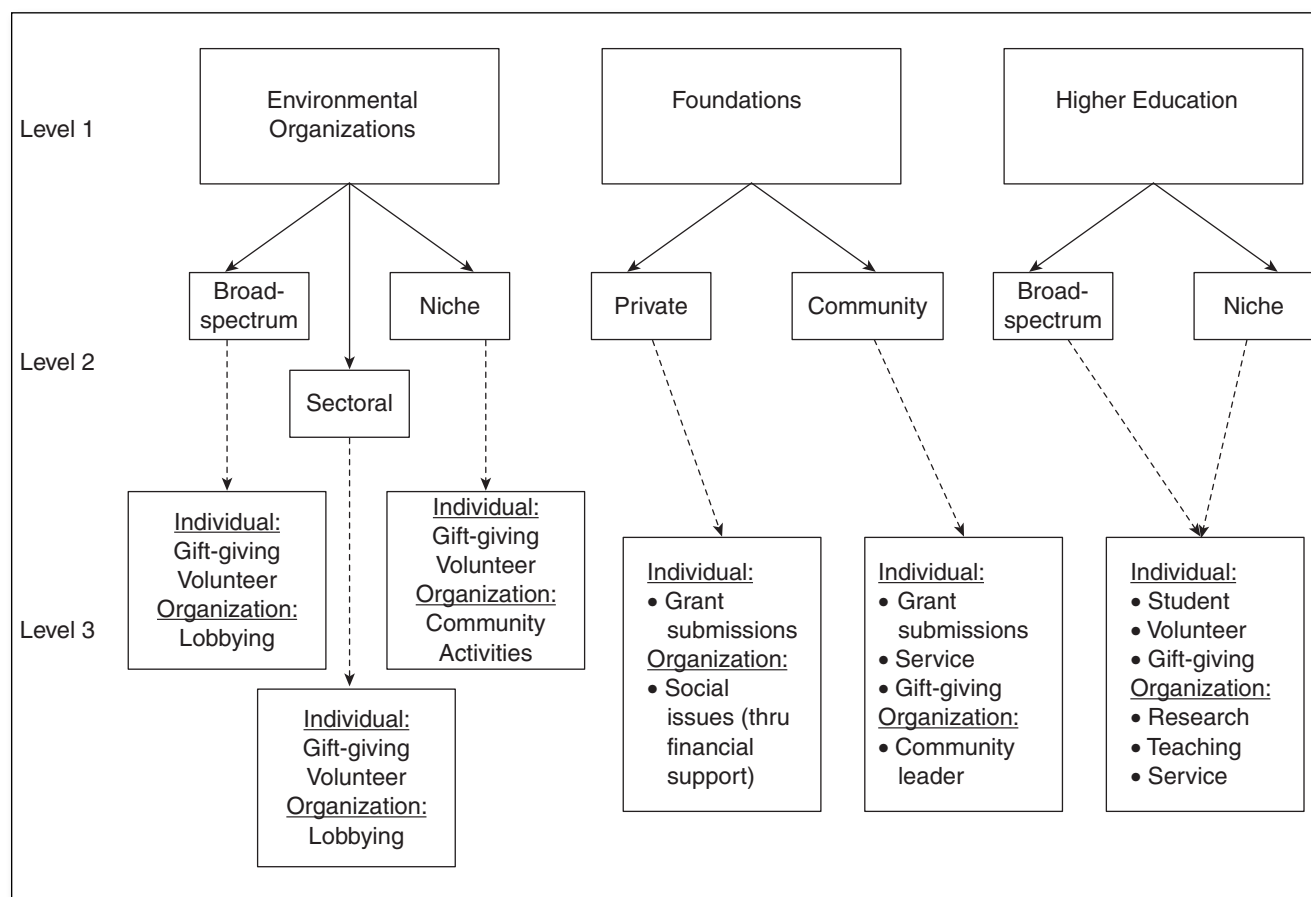 Level 1
Environmental
Organizations
Foundations
Higher Education
Level 2
Broad-
spectrum
Niche
Sectoral
Private
Community
Broad-
spectrum
Niche
Level 3
Individual:
Gift-giving
Volunteer
Organization:
Lobbying
Individual:
Gift-giving
Volunteer
Organization:
Lobbying
Individual:
Gift-giving
Volunteer
Organization:
Community
Activities
Individual:
• Grant
submissions
Organization:
• Social
issues (thru
financial
support)
Individual:
• Grant
submissions
• Service
• Gift-giving
Organization:
• Community
leader
Individual:
• Student
• Volunteer
• Gift-giving
Organization:
• Research
• Teaching
• Service